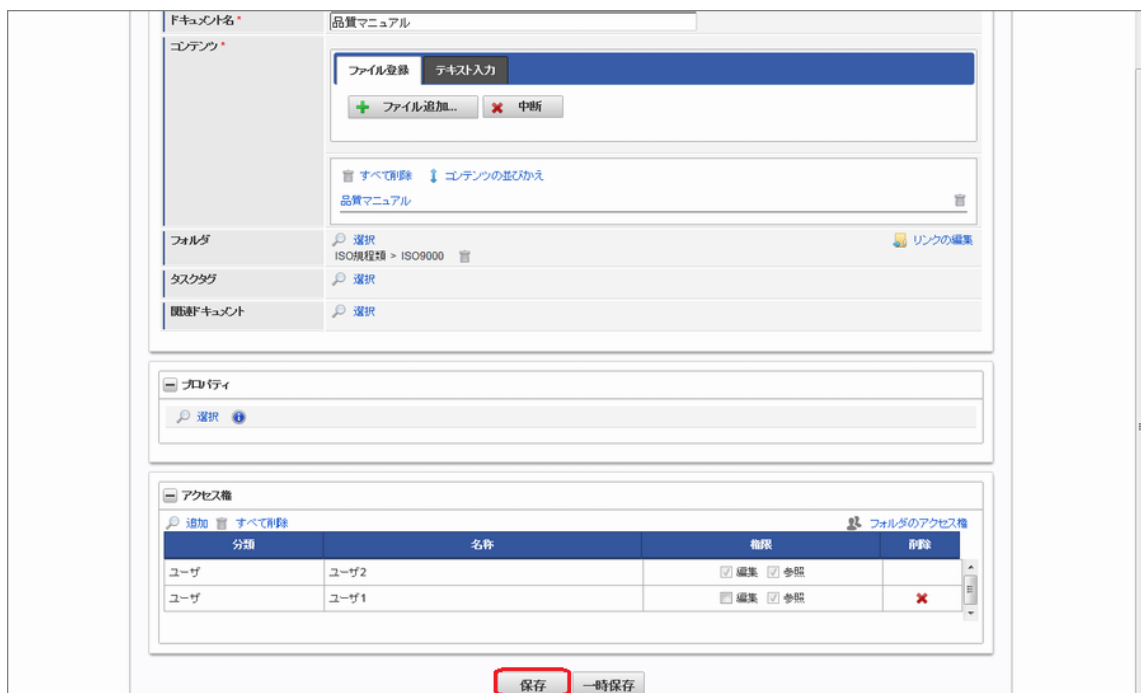 ドキュメント名*
品質マニュアル
コンテンツ*
ファイル登録 テキスト入力
ファイル追加... 中断
すべて削除 コンテンツの並びかえ
品質マニュアル
フォルダ 選択 リンクの編集
ISO規程類 > ISO9000
タスクタグ 選択
関連ドキュメント 選択
プロパティ
選択
アクセス権
追加 すべて削除 フォルダのアクセス権
分類 名称 権限 削除
ユーザ ユーザ2 編集 参照
ユーザ ユーザ1 編集 参照
保存 一時保存